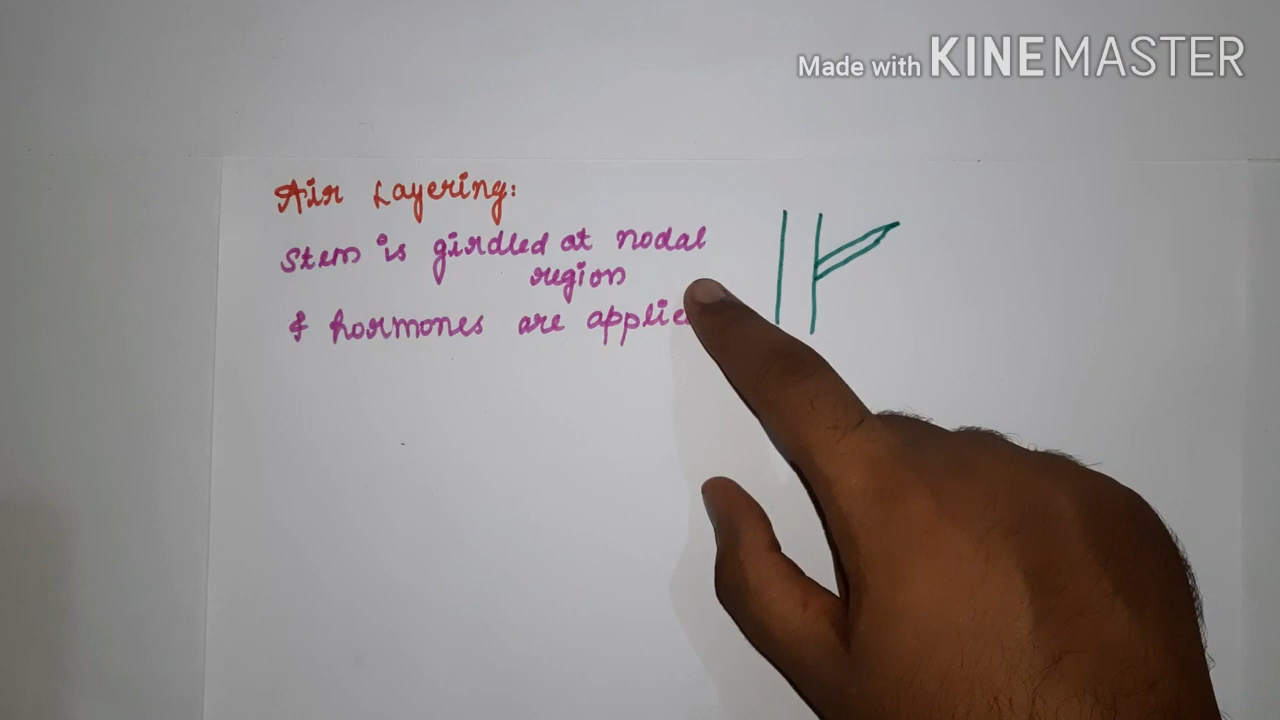 Made with KINEMASTER
Air Layering:
Stem is girdled at nodal
region
& hormones are applie